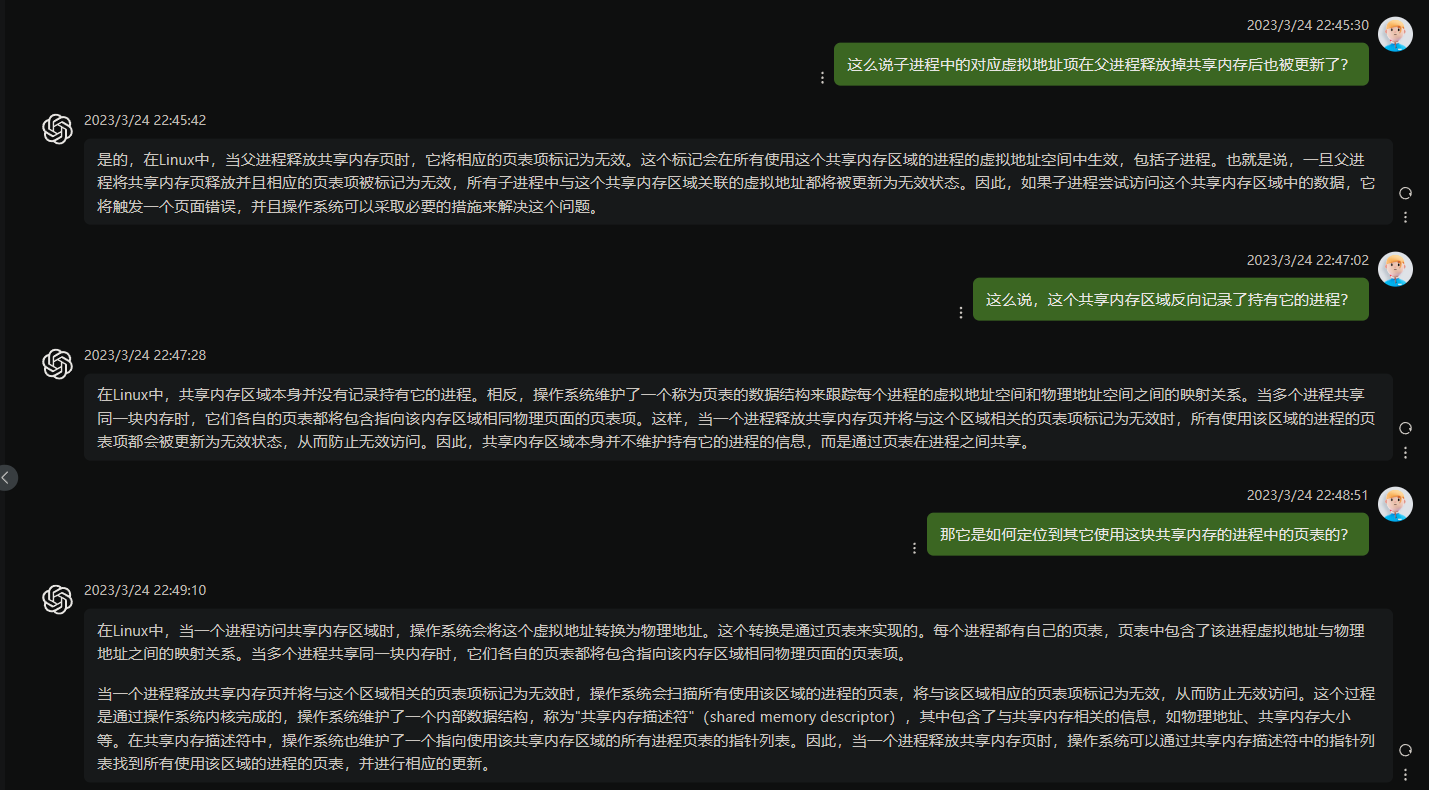 2023/3/24 22:45:30
这么说子进程中的对应虚拟地址项在父进程释放掉共享内存后也被更新了？
2023/3/24 22:45:42
是的，在Linux中，当父进程释放共享内存页时，它将相应的页表项标记为无效。这个标记会在所有使用这个共享内存区域的进程的虚拟地址空间中生效，包括子进程。也就是说，一旦父进
程将共享内存页释放并且相应的页表项被标记为无效，所有子进程中与这个共享内存区域关联的虚拟地址都将被更新为无效状态。因此，如果子进程尝试访问这个共享内存区域中的数据，它
将触发一个页面错误，并且操作系统可以采取必要的措施来解决这个问题。
2023/3/24 22:47:02
这么说，这个共享内存区域反向记录了持有它的进程？
2023/3/24 22:47:28
在Linux中，共享内存区域本身并没有记录持有它的进程。相反，操作系统维护了一个称为页表的数据结构来跟踪每个进程的虚拟地址空间和物理地址空间之间的映射关系。当多个进程共享
同一块内存时，它们各自的页表都将包含指向该内存区域相同物理页面的页表项。这样，当一个进程释放共享内存页并将与这个区域相关的页表项标记为无效时，所有使用该区域的进程的页
表项都会被更新为无效状态，从而防止无效访问。因此，共享内存区域本身并不维护持有它的进程的信息，而是通过页表在进程之间共享。
2023/3/24 22:48:51
那它是如何定位到其它使用这块共享内存的进程中的页表的？
2023/3/24 22:49:10
在Linux中，当一个进程访问共享内存区域时，操作系统会将这个虚拟地址转换为物理地址。这个转换是通过页表来实现的。每个进程都有自己的页表，页表中包含了该进程虚拟地址与物理
地址之间的映射关系。当多个进程共享同一块内存时，它们各自的页表都将包含指向该内存区域相同物理页面的页表项。
当一个进程释放共享内存页并将与这个区域相关的页表项标记为无效时，操作系统会扫描所有使用该区域的进程的页表，将与该区域相应的页表项标记为无效，从而防止无效访问。这个过程
是通过操作系统内核完成的，操作系统维护了一个内部数据结构，称为"共享内存描述符"（shared memory descriptor），其中包含了与共享内存相关的信息，如物理地址、共享内存大小
等。在共享内存描述符中，操作系统也维护了一个指向使用该共享内存区域的所有进程页表的指针列表。因此，当一个进程释放共享内存页时，操作系统可以通过共享内存描述符中的指针列
表找到所有使用该区域的进程的页表，并进行相应的更新。